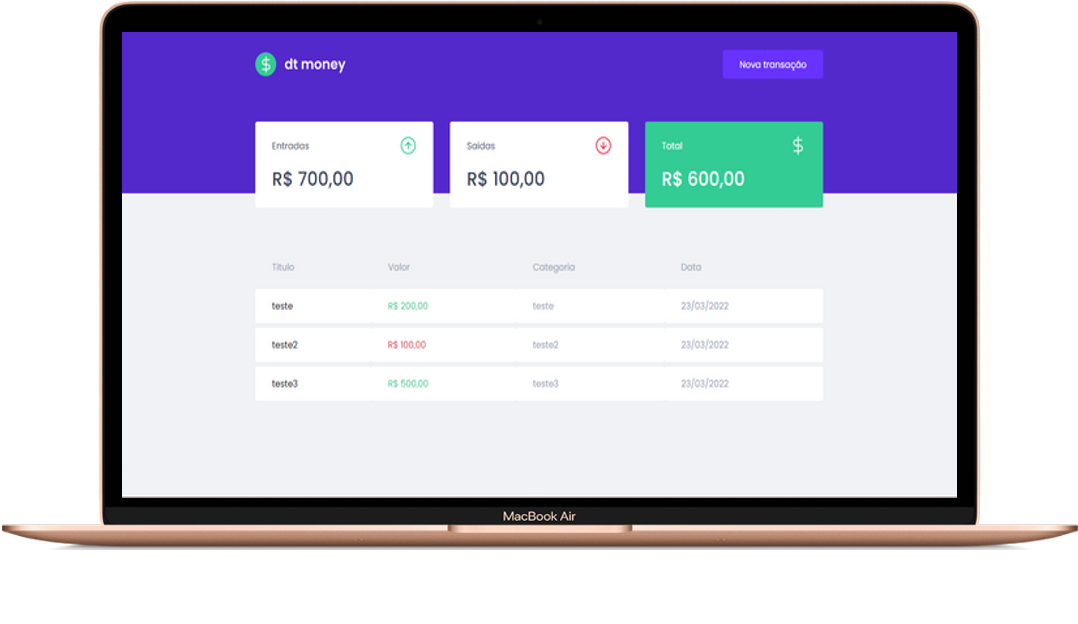 $ dt money
Nova transação
Entradas
R$ 700,00
Saídas
R$ 100,00
Total
$
R$ 600,00
Título Valor Categoria Data
teste R$ 200,00 teste 23/03/2022
teste2 R$ 100,00 teste2 23/03/2022
teste3 R$ 500,00 teste3 23/03/2022
MacBook Air